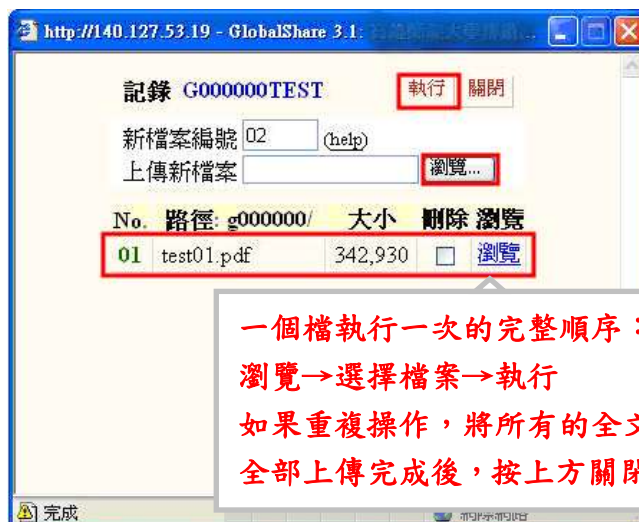 http://140.127.53.19 - GlobalShare 3.1:
記錄 G000000TEST 執行 關閉
新檔案編號 02 (help)
上傳新檔案 瀏覽...
No. 路徑: g000000/ 大小 刪除 瀏覽
01 test01.pdf 342,930 瀏覽
一個檔執行一次的完整順序：
瀏覽→選擇檔案→執行
如果重複操作，將所有的全文
全部上傳完成後，按上方關閉
完成